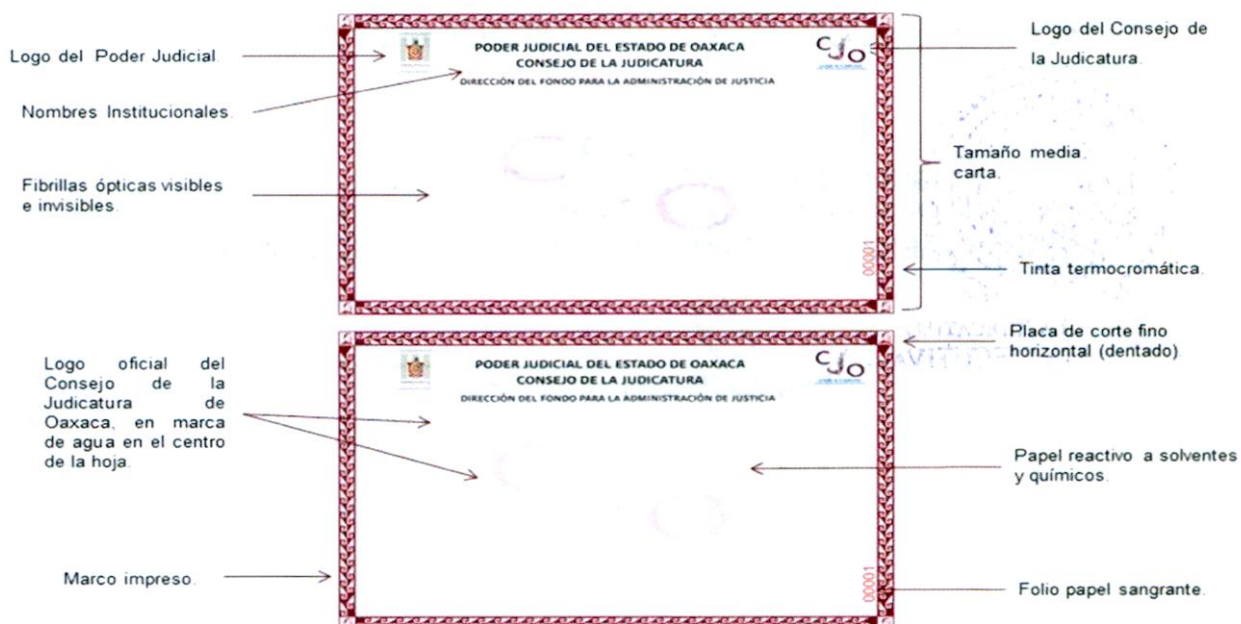 Logo del Poder Judicial.
Nombres Institucionales.
Fibrillas ópticas visibles
e invisibles.
PODER JUDICIAL DEL ESTADO DE OAXACA
CONSEJO DE LA JUDICATURA
DIRECCIÓN DEL FONDO PARA LA ADMINISTRACIÓN DE JUSTICIA
CJO
00001
Logo del Consejo de
la Judicatura.
Tamaño media
carta.
Tinta termocromática.
Placa de corte fino
horizontal (dentado).
Logo oficial del
Consejo de la
Judicatura de
Oaxaca, en marca
de agua en el centro
de la hoja.
Marco impreso.
PODER JUDICIAL DEL ESTADO DE OAXACA
CONSEJO DE LA JUDICATURA
DIRECCIÓN DEL FONDO PARA LA ADMINISTRACIÓN DE JUSTICIA
CJO
00001
Papel reactivo a solventes
y químicos.
Folio papel sangrante.